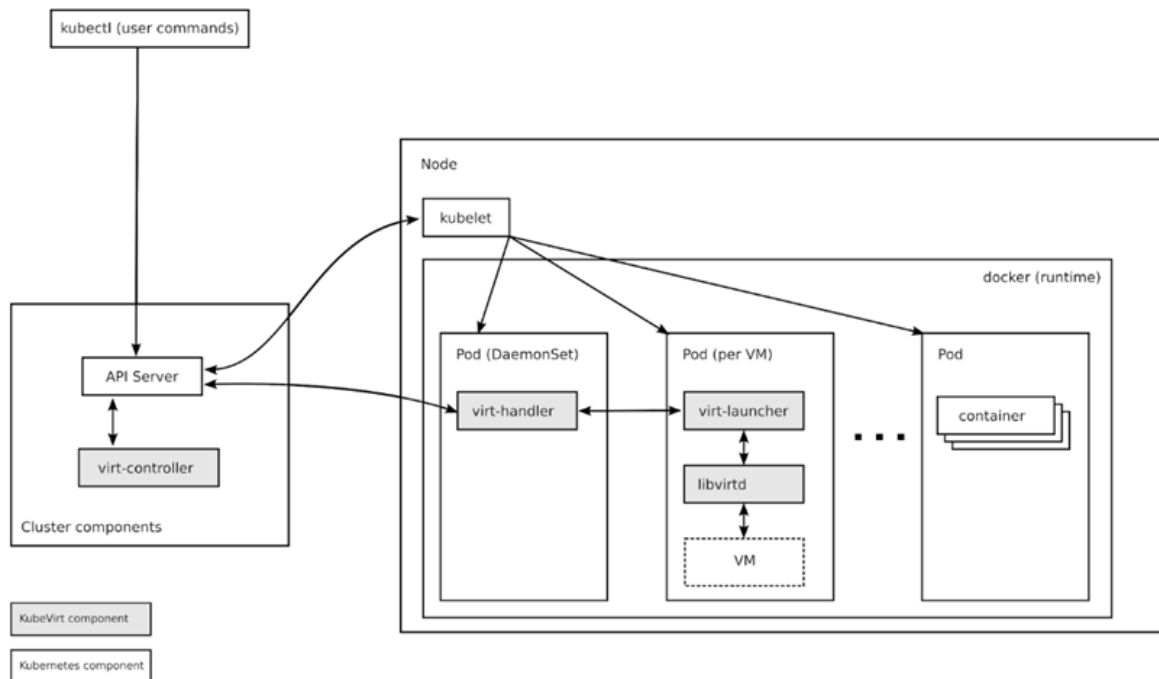 kubectl (user commands)
Node
kubelet
docker (runtime)
Pod (DaemonSet)
Pod (per VM)
Pod
API Server
virt-handler
virt-launcher
container
virt-controller
libvirtd
Cluster components
VM
KubeVirt component
Kubernetes component